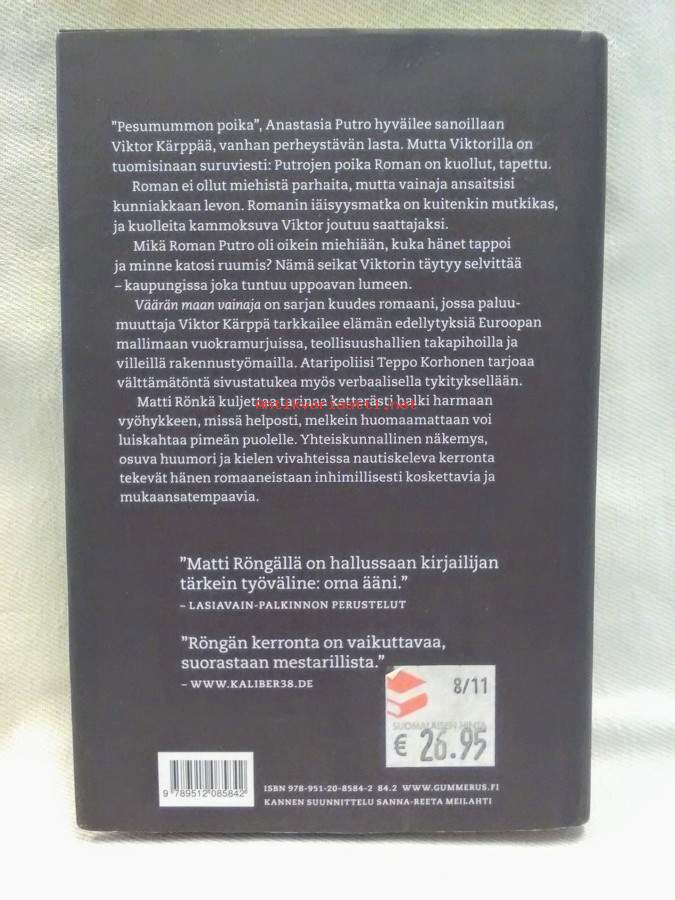 "Pesumummon poika", Anastasia Putro hyväilee sanoillaan
Viktor Kärppää, vanhan perheystävän lasta. Mutta Viktorilla on
tuomisinaan suruviesti: Putrojen poika Roman on kuollut, tapettu.
Roman ei ollut miehistä parhaita, mutta vainaja ansaitsisi
kunniakkaan levon. Romanin iäisyysmatka on kuitenkin mutkikas,
ja kuolleita kammoksuva Viktor joutuu saattajaksi.
Mikä Roman Putro oli oikein miehiään, kuka hänet tappoi
ja minne katosi ruumis? Nämä seikat Viktorin täytyy selvittää
– kaupungissa joka tuntuu uppoavan lumeen.
Väärän maan vainaja on sarjan kuudes romaani, jossa paluu-
muuttaja Viktor Kärppä tarkkailee elämän edellytyksiä Euroopan
mallimaan vuokramurjuissa, teollisuushallien takapihoilla ja
villeillä rakennustyömailla. Ataripoliisi Teppo Korhonen tarjoaa
välttämätöntä sivustatukea myös verbaalisella tykityksellään.
Matti Rönkä kuljettaa tarinaa ketterästi halki harmaan
antikvariaatti.net
vyöhykkeen, missä helposti, melkein huomaamattaan voi
luiskahtaa pimeän puolelle. Yhteiskunnallinen näkemys,
osuva huumori ja kielen vivahteissa nautiskeleva kerronta
tekevät hänen romaaneistaan inhimillisesti koskettavia ja
mukaansatempaavia.
"Matti Röngällä on hallussaan kirjailijan
tärkein työväline: oma ääni."
– LASIAVAIN-PALKINNON PERUSTELUT
"Röngän kerronta on vaikuttavaa,
suorastaan mestarillista."
– WWW.KALIBER38.DE
8/11
SUOMALAISEN HINTA
€ 26.95
9 789512 085842
ISBN 978-951-20-8584-2 84.2 WWW.GUMMERUS.FI
KANNEN SUUNNITTELU SANNA-REETA MEILAHTI